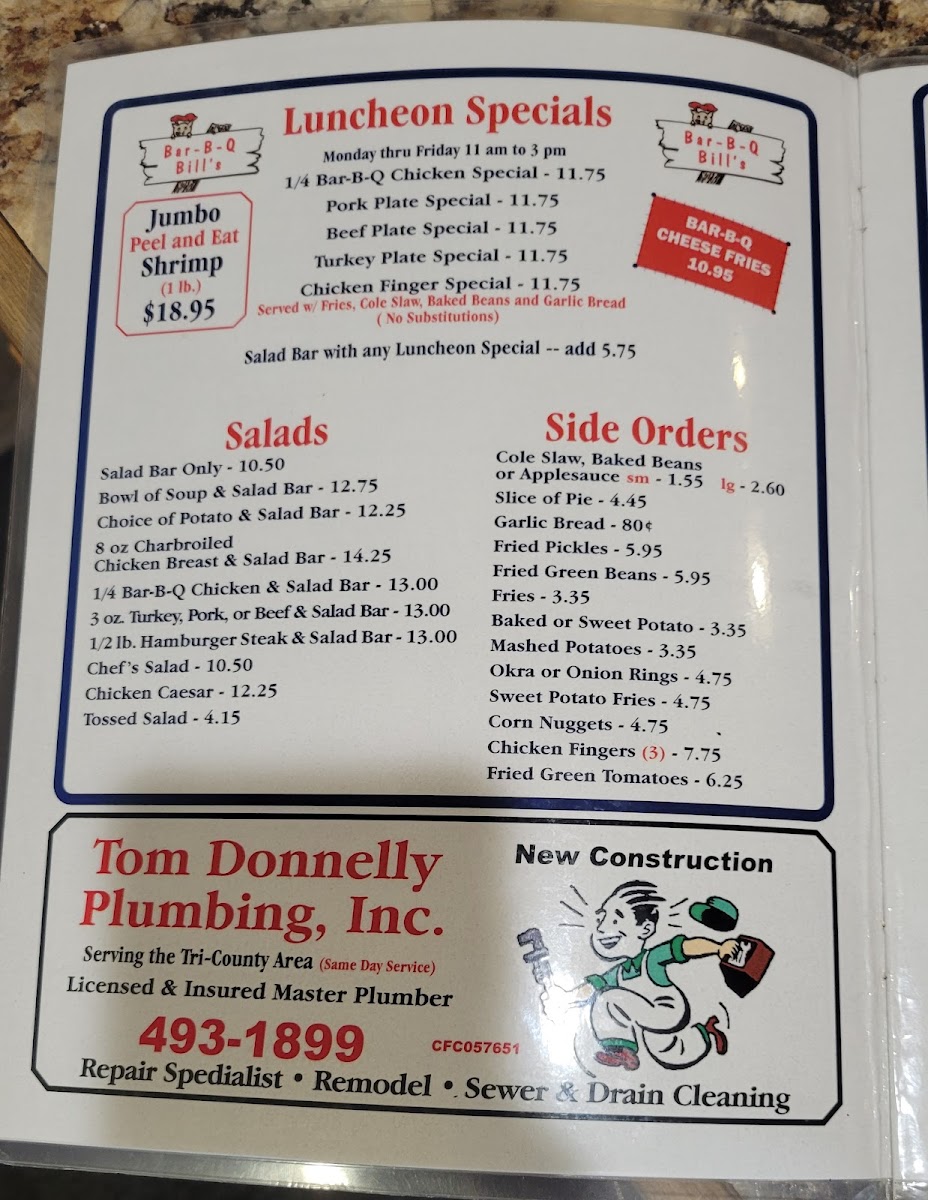 Luncheon Specials
Monday thru Friday 11 am to 3 pm
1/4 Bar-B-Q Chicken Special - 11.75
Pork Plate Special - 11.75
Beef Plate Special - 11.75
Turkey Plate Special - 11.75
Chicken Finger Special - 11.75
Served w/ Fries, Cole Slaw, Baked Beans and Garlic Bread
( No Substitutions)
Salad Bar with any Luncheon Special -- add 5.75
Bar-B-Q
Bill's
Jumbo
Peel and Eat
Shrimp
(1 lb.)
$18.95
Bar-B-Q
Bill's
BAR-B-Q
CHEESE FRIES
10.95
Salads
Salad Bar Only - 10.50
Bowl of Soup & Salad Bar - 12.75
Choice of Potato & Salad Bar - 12.25
8 oz Charbroiled
Chicken Breast & Salad Bar - 14.25
1/4 Bar-B-Q Chicken & Salad Bar - 13.00
3 oz. Turkey, Pork, or Beef & Salad Bar - 13.00
1/2 lb. Hamburger Steak & Salad Bar - 13.00
Chef's Salad - 10.50
Chicken Caesar - 12.25
Tossed Salad - 4.15
Side Orders
Cole Slaw, Baked Beans
or Applesauce sm - 1.55 lg - 2.60
Slice of Pie - 4.45
Garlic Bread - 80¢
Fried Pickles - 5.95
Fried Green Beans - 5.95
Fries - 3.35
Baked or Sweet Potato - 3.35
Mashed Potatoes - 3.35
Okra or Onion Rings - 4.75
Sweet Potato Fries - 4.75
Corn Nuggets - 4.75
Chicken Fingers (3) - 7.75
Fried Green Tomatoes - 6.25
Tom Donnelly
Plumbing, Inc.
Serving the Tri-County Area (Same Day Service)
Licensed & Insured Master Plumber
493-1899
CFC057651
New Construction
Repair Spedialist • Remodel • Sewer & Drain Cleaning